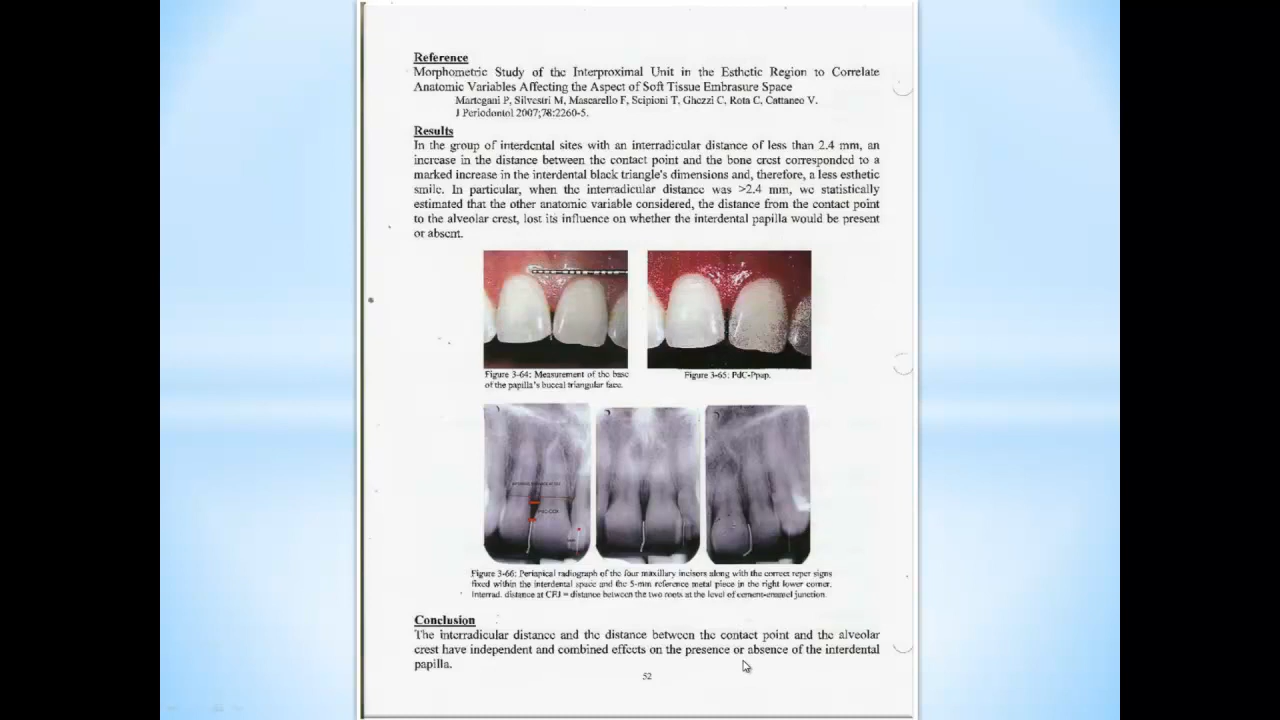 Reference
Morphometric Study of the Interproximal Unit in the Esthetic Region to Correlate
Anatomic Variables Affecting the Aspect of Soft Tissue Embrasure Space
Martegani P, Silvestri M, Mascarello F, Scipioni T, Ghezzi C, Rota C, Cattaneo V.
J Periodontol 2007;78:2260-5.
Results
In the group of interdental sites with an interradicular distance of less than 2.4 mm, an
increase in the distance between the contact point and the bone crest corresponded to a
marked increase in the interdental black triangle's dimensions and, therefore, a less esthetic
smile. In particular, when the interradicular distance was >2.4 mm, we statistically
estimated that the other anatomic variable considered, the distance from the contact point
to the alveolar crest, lost its influence on whether the interdental papilla would be present
or absent.
Figure 3-64: Measurement of the base
of the papilla's buccal triangular face.
Figure 3-65: PdC-Ppap.
Figure 3-66: Periapical radiograph of the four maxillary incisors along with the correct reper signs
fixed within the interdental space and the 5-mm reference metal piece in the right lower corner.
Interrad. distance at CEJ = distance between the two roots at the level of cement-enamel junction.
Conclusion
The interradicular distance and the distance between the contact point and the alveolar
crest have independent and combined effects on the presence or absence of the interdental
papilla.
52